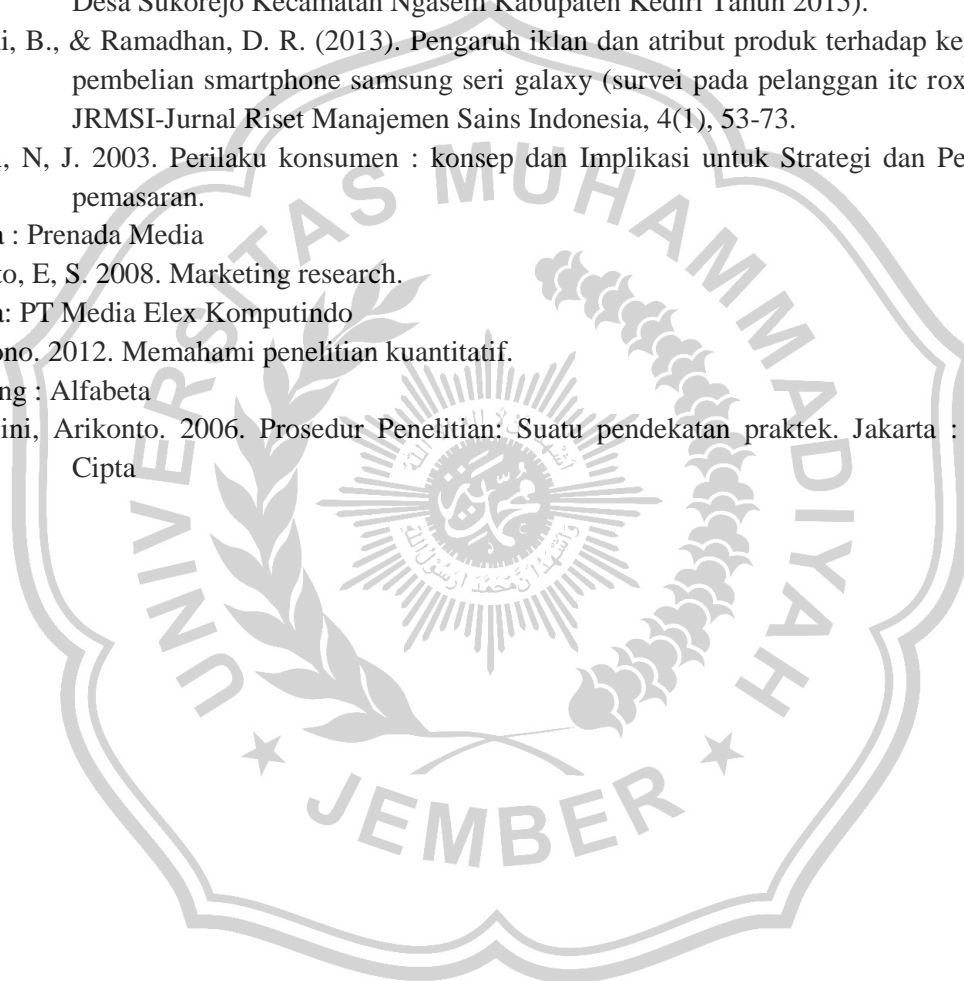 Desa Sukorejo Kecamatan Ngasem Kabupaten Kediri Tahun 2015).
i, B., & Ramadhan, D. R. (2013). Pengaruh iklan dan atribut produk terhadap
pembelian smartphone samsung seri galaxy (survei pada pelanggan itc
JRMSI-Jurnal Riset Manajemen Sains Indonesia, 4(1), 53-73.
, N, J. 2003. Perilaku konsumen : konsep dan Implikasi untuk Strategi dan
pemasaran.
: Prenada Media
to, E, S. 2008. Marketing research.
: PT Media Elex Komputindo
ono. 2012. Memahami penelitian kuantitatif.
ng : Alfabeta
ini, Arikonto. 2006. Prosedur Penelitian: Suatu pendekatan praktek. Jakarta :
Cipta
UNIVERSITAS MUHAMMADIYAH
JEMBER